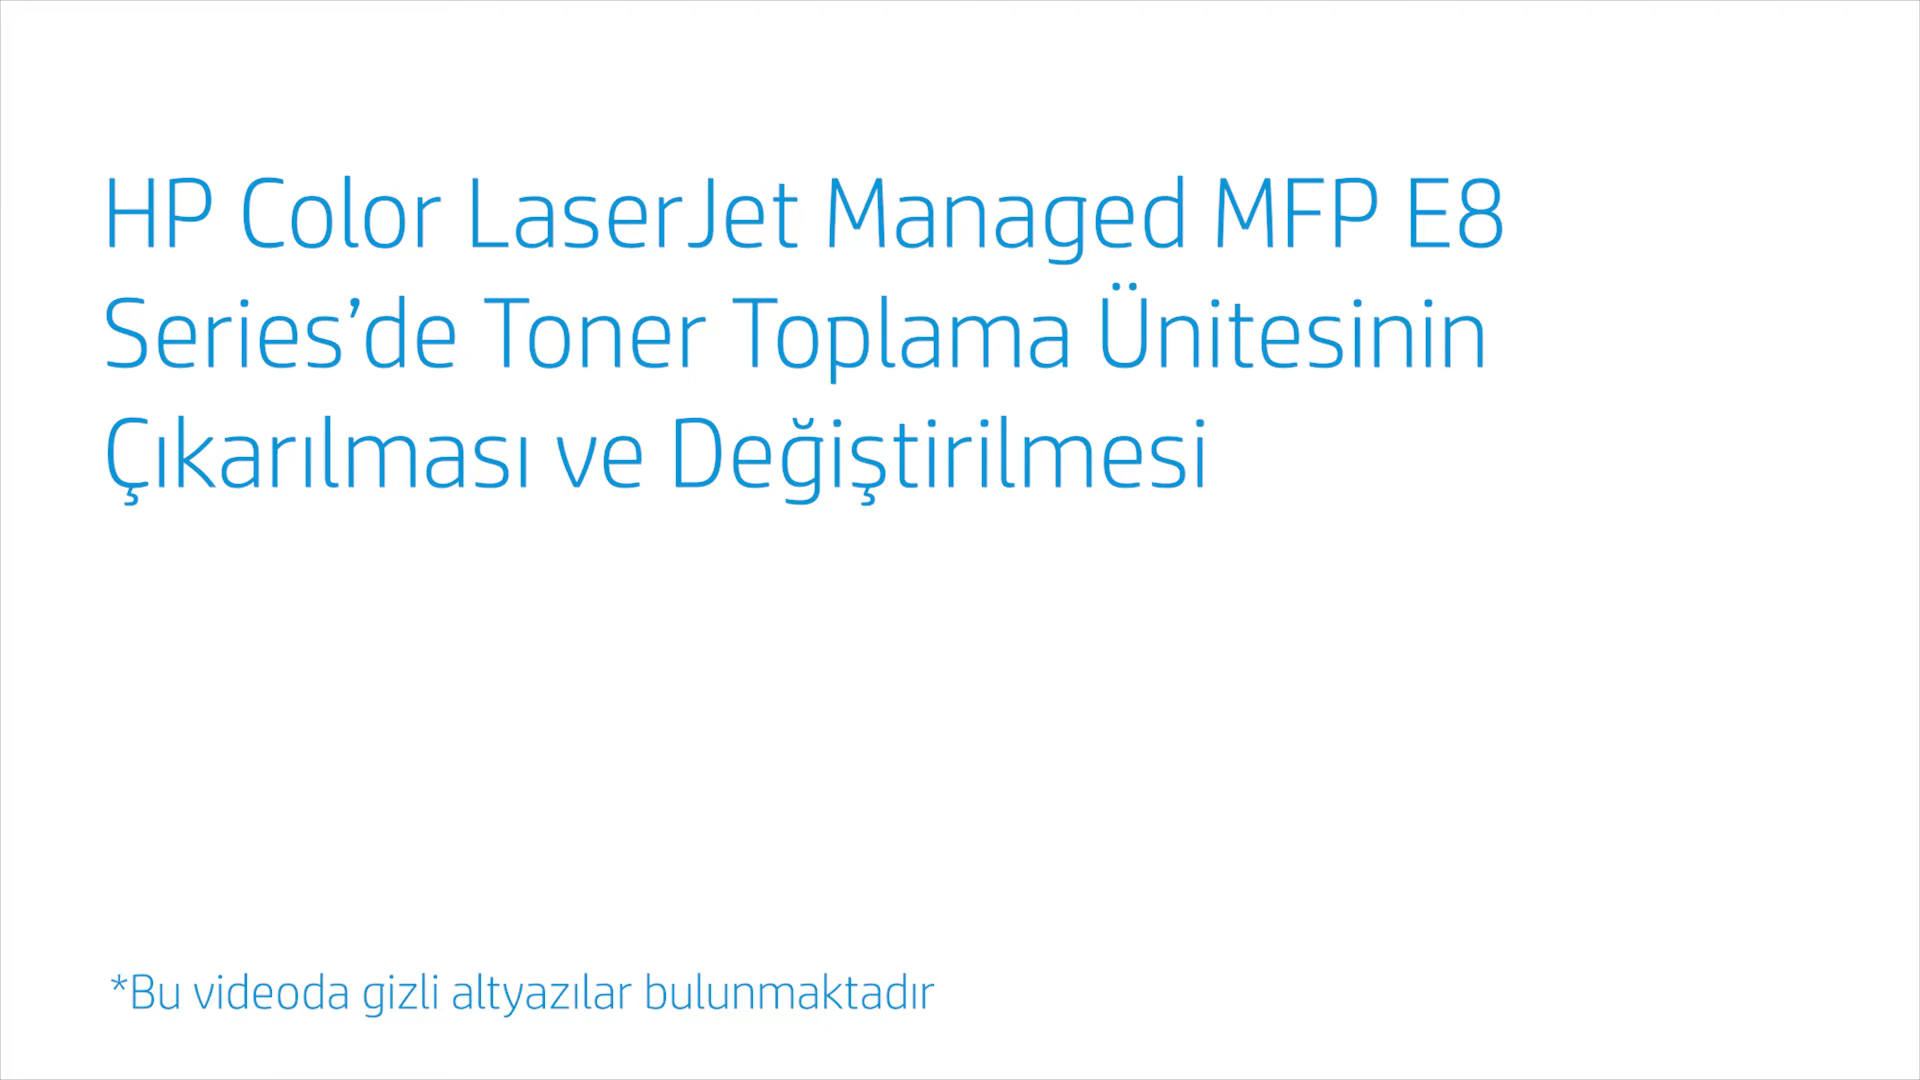 HP Color LaserJet Managed MFP E8
Series’de Toner Toplama Ünitesinin
Çıkarılması ve Değiştirilmesi
*Bu videoda gizli altyazılar bulunmaktadır